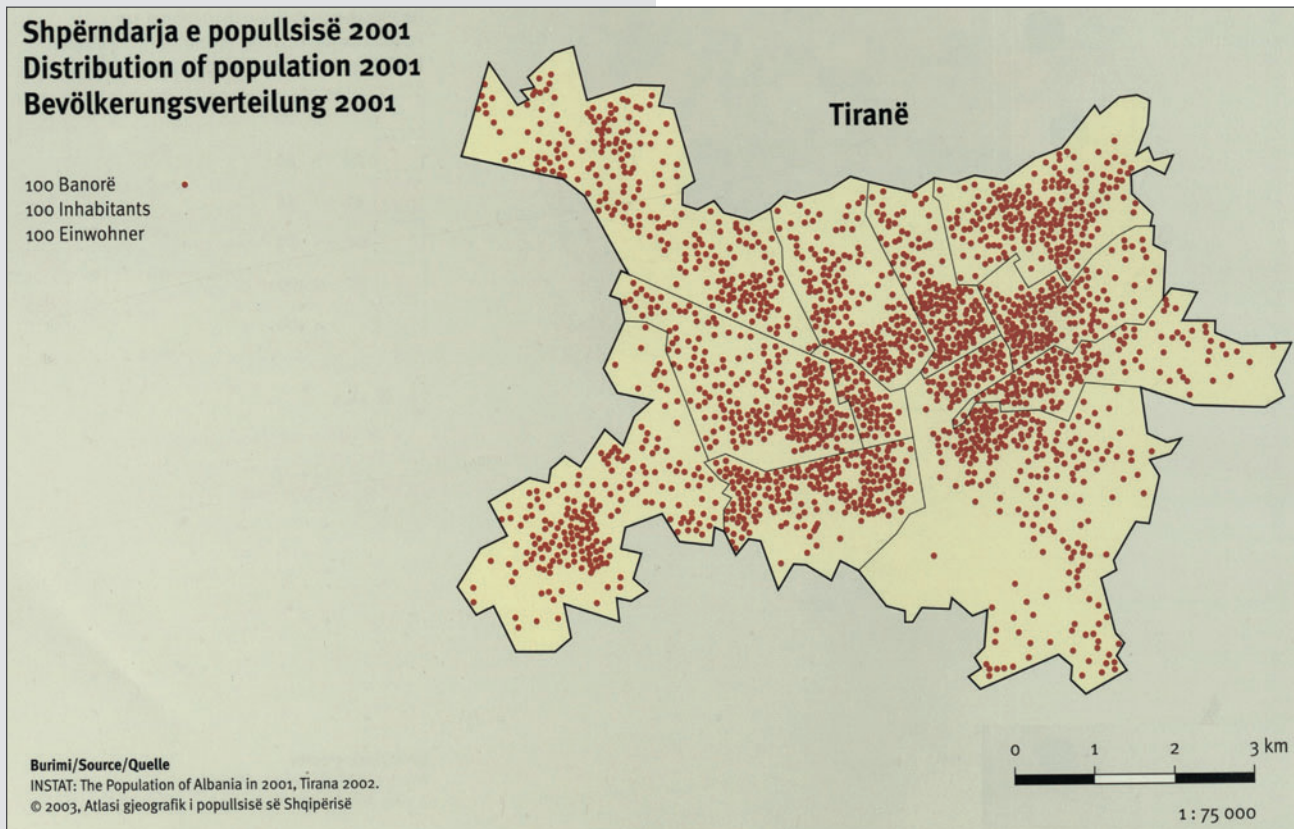 Shpërndarja e popullsisë 2001
Distribution of population 2001
Bevölkerungsverteilung 2001
Tiranë
100 Banorë
100 Inhabitants
100 Einwohner
Burimi/Source/Quelle
INSTAT: The Population of Albania in 2001, Tirana 2002.
© 2003, Atlasi gjeografik i popullsisë së Shqipërisë
0 1 2 3 km
1:75 000